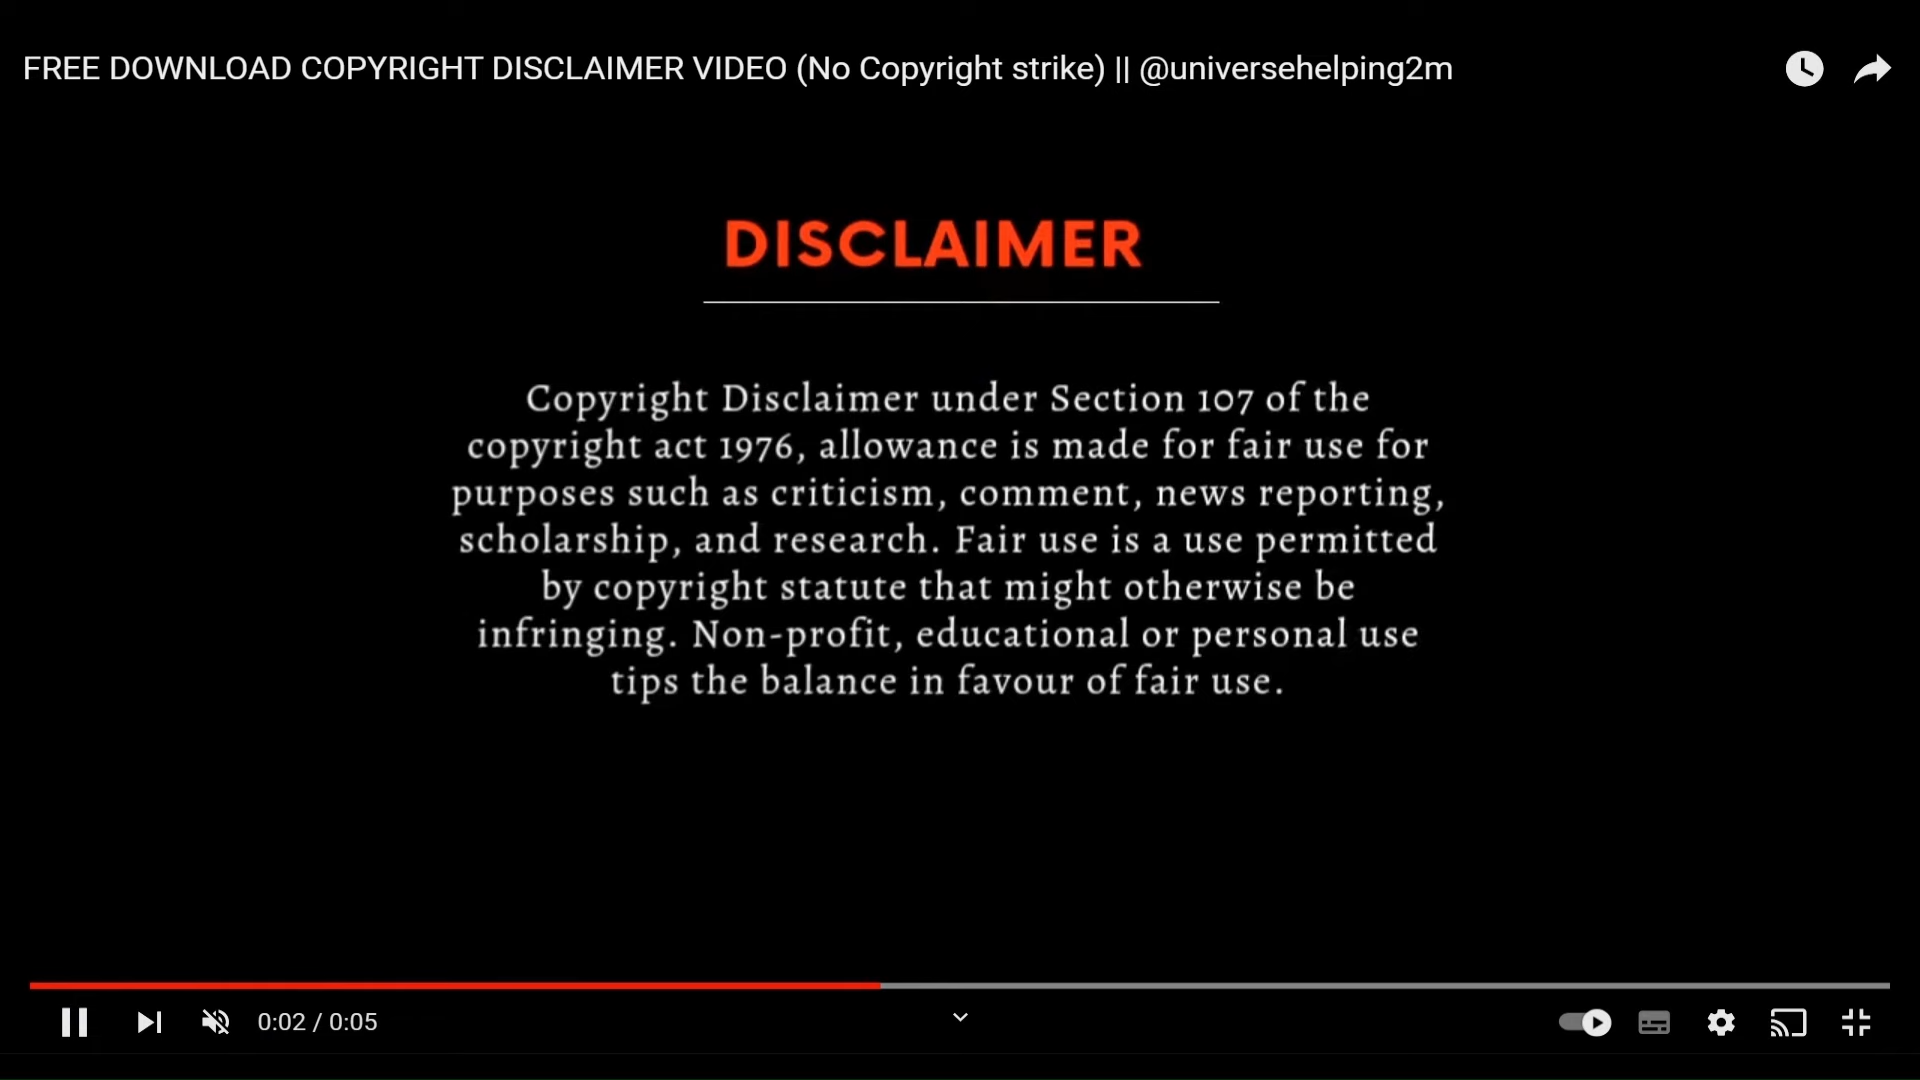 FREE DOWNLOAD COPYRIGHT DISCLAIMER VIDEO (No Copyright strike) || @universehelping2m
DISCLAIMER
Copyright Disclaimer under Section 107 of the
copyright act 1976, allowance is made for fair use for
purposes such as criticism, comment, news reporting,
scholarship, and research. Fair use is a use permitted
by copyright statute that might otherwise be
infringing. Non-profit, educational or personal use
tips the balance in favour of fair use.
0:02 / 0:05